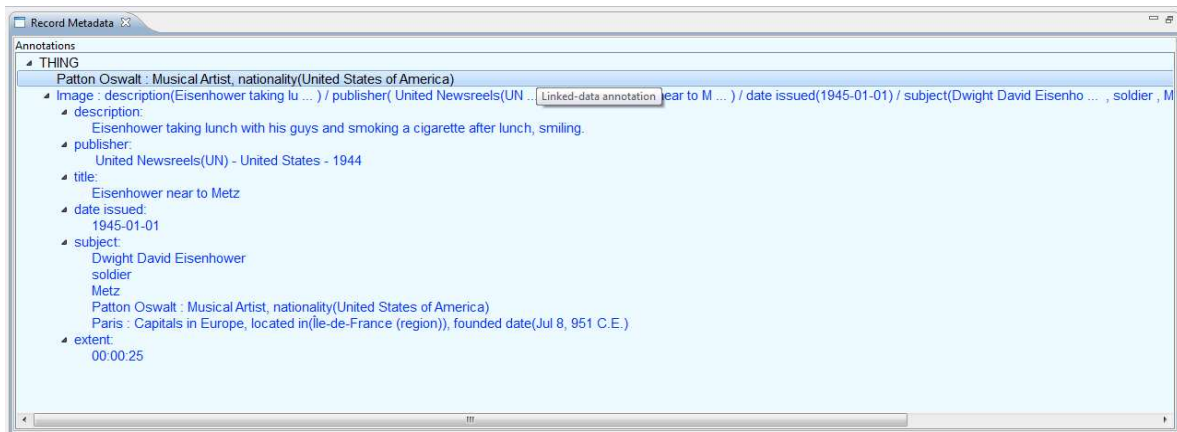 Record Metadata
Annotations
THING
Patton Oswalt : Musical Artist, nationality(United States of America)
Image : description(Eisenhower taking lu ... ) / publisher( United Newsreels(UN ... Linked-data annotation near to M ... ) / date issued(1945-01-01) / subject(Dwight David Eisenho ... , soldier , M
description:
Eisenhower taking lunch with his guys and smoking a cigarette after lunch, smiling.
publisher:
United Newsreels(UN) - United States - 1944
title:
Eisenhower near to Metz
date issued:
1945-01-01
subject:
Dwight David Eisenhower
soldier
Metz
Patton Oswalt : Musical Artist, nationality(United States of America)
Paris : Capitals in Europe, located in(Île-de-France (region)), founded date(Jul 8, 951 C.E.)
extent:
00:00:25